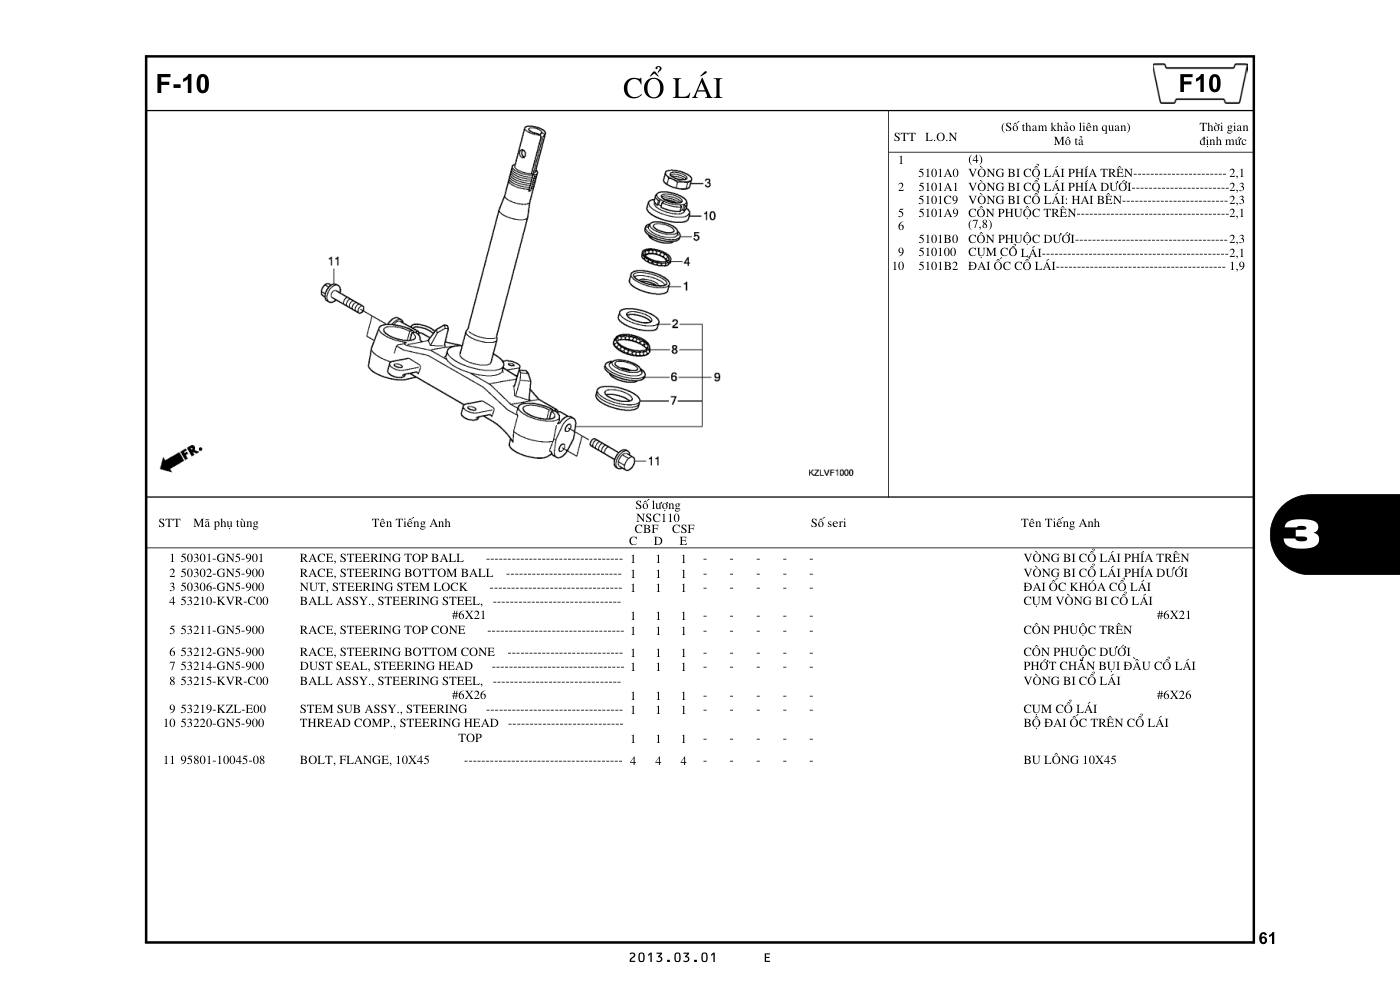 F-10
CỔ LÁI
F10
3
10
5
4
1
2
8
6
9
7
11
11
FR.
KZLVF1000
STT L.O.N (Số tham khảo liên quan) Mô tả Thời gian định mức
1 (4)
5101A0 VÒNG BI CỔ LÁI PHÍA TRÊN 2,1
2 5101A1 VÒNG BI CỔ LÁI PHÍA DƯỚI 2,3
5101C9 VÒNG BI CỔ LÁI: HAI BÊN 2,3
5 5101A9 CÔN PHUỘC TRÊN 2,1
6 (7,8)
5101B0 CÔN PHUỘC DƯỚI 2,3
9 510100 CỤM CỔ LÁI 2,1
10 5101B2 ĐAI ỐC CỔ LÁI 1,9
Số lượng
NSC110
STT Mã phụ tùng Tên Tiếng Anh CBF CSF Số seri Tên Tiếng Anh
C D E
1 50301-GN5-901 RACE, STEERING TOP BALL 1 1 1 - - - - - VÒNG BI CỔ LÁI PHÍA TRÊN
2 50302-GN5-900 RACE, STEERING BOTTOM BALL 1 1 1 - - - - - VÒNG BI CỔ LÁI PHÍA DƯỚI
3 50306-GN5-900 NUT, STEERING STEM LOCK 1 1 1 - - - - - ĐAI ỐC KHÓA CỔ LÁI
4 53210-KVR-C00 BALL ASSY., STEERING STEEL, CỤM VÒNG BI CỔ LÁI
#6X21 1 1 1 - - - - - #6X21
5 53211-GN5-900 RACE, STEERING TOP CONE 1 1 1 - - - - - CÔN PHUỘC TRÊN
6 53212-GN5-900 RACE, STEERING BOTTOM CONE 1 1 1 - - - - - CÔN PHUỘC DƯỚI
7 53214-GN5-900 DUST SEAL, STEERING HEAD 1 1 1 - - - - - PHỚT CHẮN BỤI ĐẦU CỔ LÁI
8 53215-KVR-C00 BALL ASSY., STEERING STEEL, VÒNG BI CỔ LÁI
#6X26 1 1 1 - - - - - #6X26
9 53219-KZL-E00 STEM SUB ASSY., STEERING 1 1 1 - - - - - CỤM CỔ LÁI
10 53220-GN5-900 THREAD COMP., STEERING HEAD BỘ ĐAI ỐC TRÊN CỔ LÁI
TOP 1 1 1 - - - - -
11 95801-10045-08 BOLT, FLANGE, 10X45 4 4 4 - - - - - BU LÔNG 10X45
3
61
2013.03.01 E